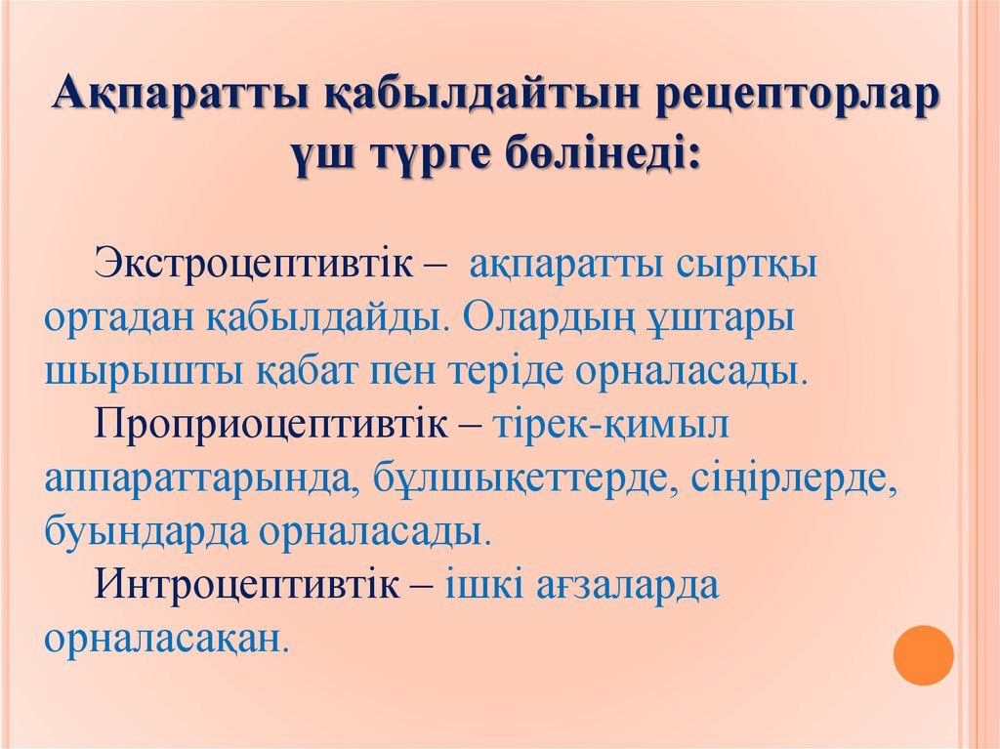 Ақпаратты қабылдайтын рецепторлар
үш түрге бөлінеді:
Экстроцептивтік – ақпаратты сыртқы
ортадан қабылдайды. Олардың ұштары
шырышты қабат пен теріде орналасады.
Проприоцептивтік – тірек-қимыл
аппараттарында, бұлшықеттерде, сіңірлерде,
буындарда орналасады.
Интроцептивтік – ішкі ағзаларда
орналасақан.